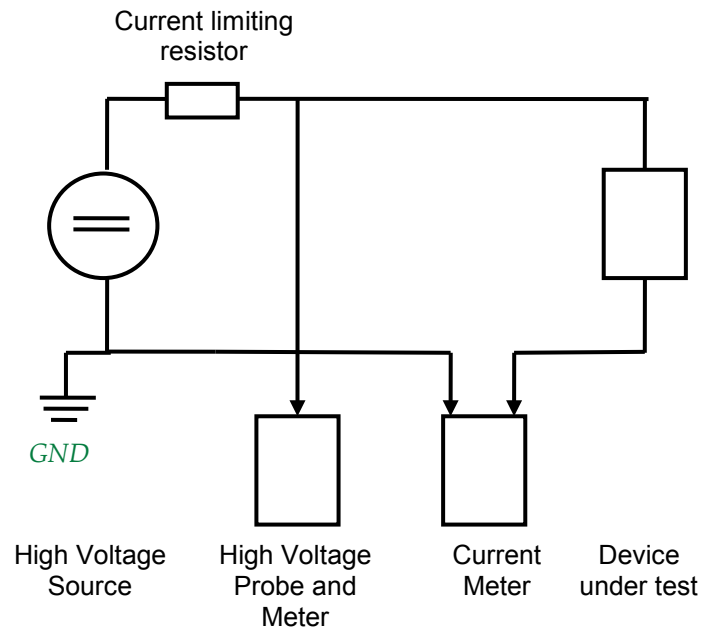 Current limiting
resistor
GND
High Voltage
Source
High Voltage
Probe and
Meter
Current
Meter
Device
under test